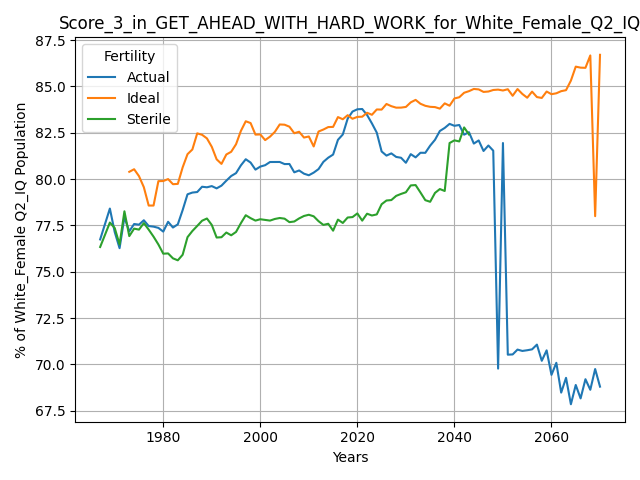 Score_3_in_GET_AHEAD_WITH_HARD_WORK_for_White_Female_Q2_IQ
87.5
85.0
82.5
80.0
77.5
75.0
72.5
70.0
67.5
% of White_Female Q2_IQ Population
Fertility
Actual
Ideal
Sterile
1980
2000
2020
2040
2060
Years